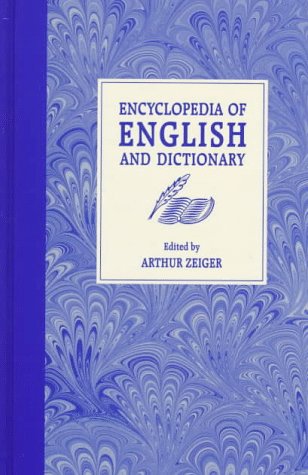 ENCYCLOPEDIA OF
ENGLISH
AND DICTIONARY
Edited by
ARTHUR ZEIGER